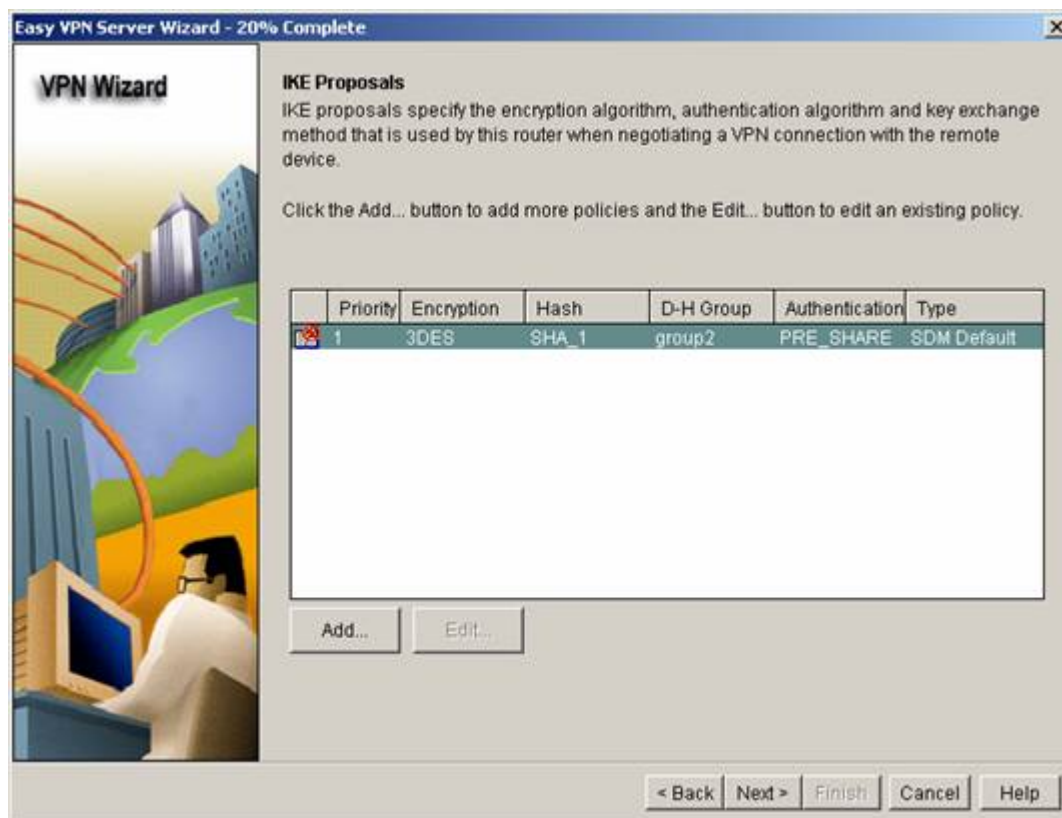 Easy VPN Server Wizard - 20% Complete
VPN Wizard
IKE Proposals
IKE proposals specify the encryption algorithm, authentication algorithm and key exchange
method that is used by this router when negotiating a VPN connection with the remote
device.
Click the Add... button to add more policies and the Edit... button to edit an existing policy.
Priority Encryption Hash D-H Group Authentication Type
1 3DES SHA_1 group2 PRE_SHARE SDM Default
Add... Edit...
< Back Next > Finish Cancel Help